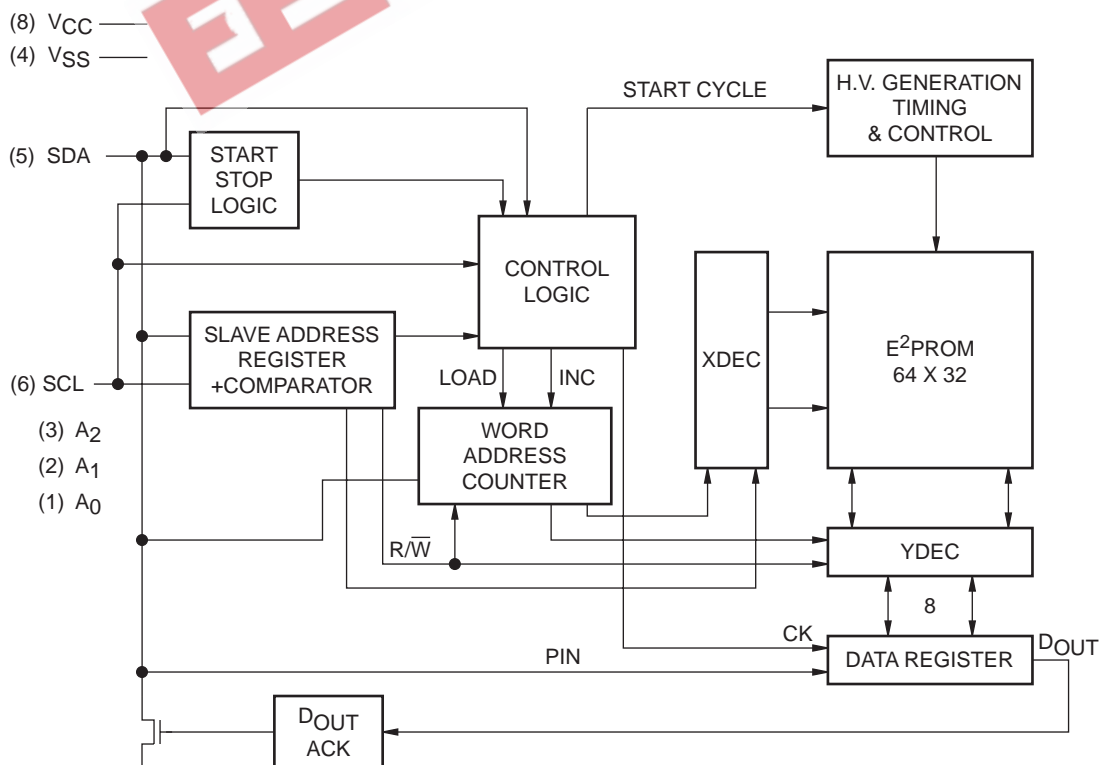 (8) VCC
(4) VSS
(5) SDA
START
STOP
LOGIC
START CYCLE
H.V. GENERATION
TIMING
& CONTROL
CONTROL
LOGIC
SLAVE ADDRESS
REGISTER
+COMPARATOR
(6) SCL
(3) A2
(2) A1
(1) A0
LOAD
INC
WORD
ADDRESS
COUNTER
XDEC
E2PROM
64 X 32
R/W̅
YDEC
8
CK
DATA REGISTER
DOUT
PIN
DOUT
ACK